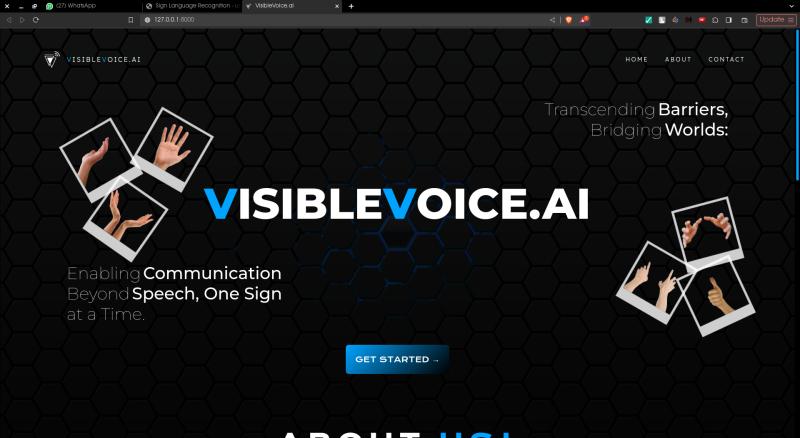 (27) WhatsApp
Sign Language Recognition -
VisibleVoice.ai
127.0.0.1:8000
Update
VISIBLEVOICE.AI
HOME ABOUT CONTACT
Transcending Barriers,
Bridging Worlds:
VISIBLEVOICE.AI
Enabling Communication
Beyond Speech, One Sign
at a Time.
GET STARTED →
ABOUT US!